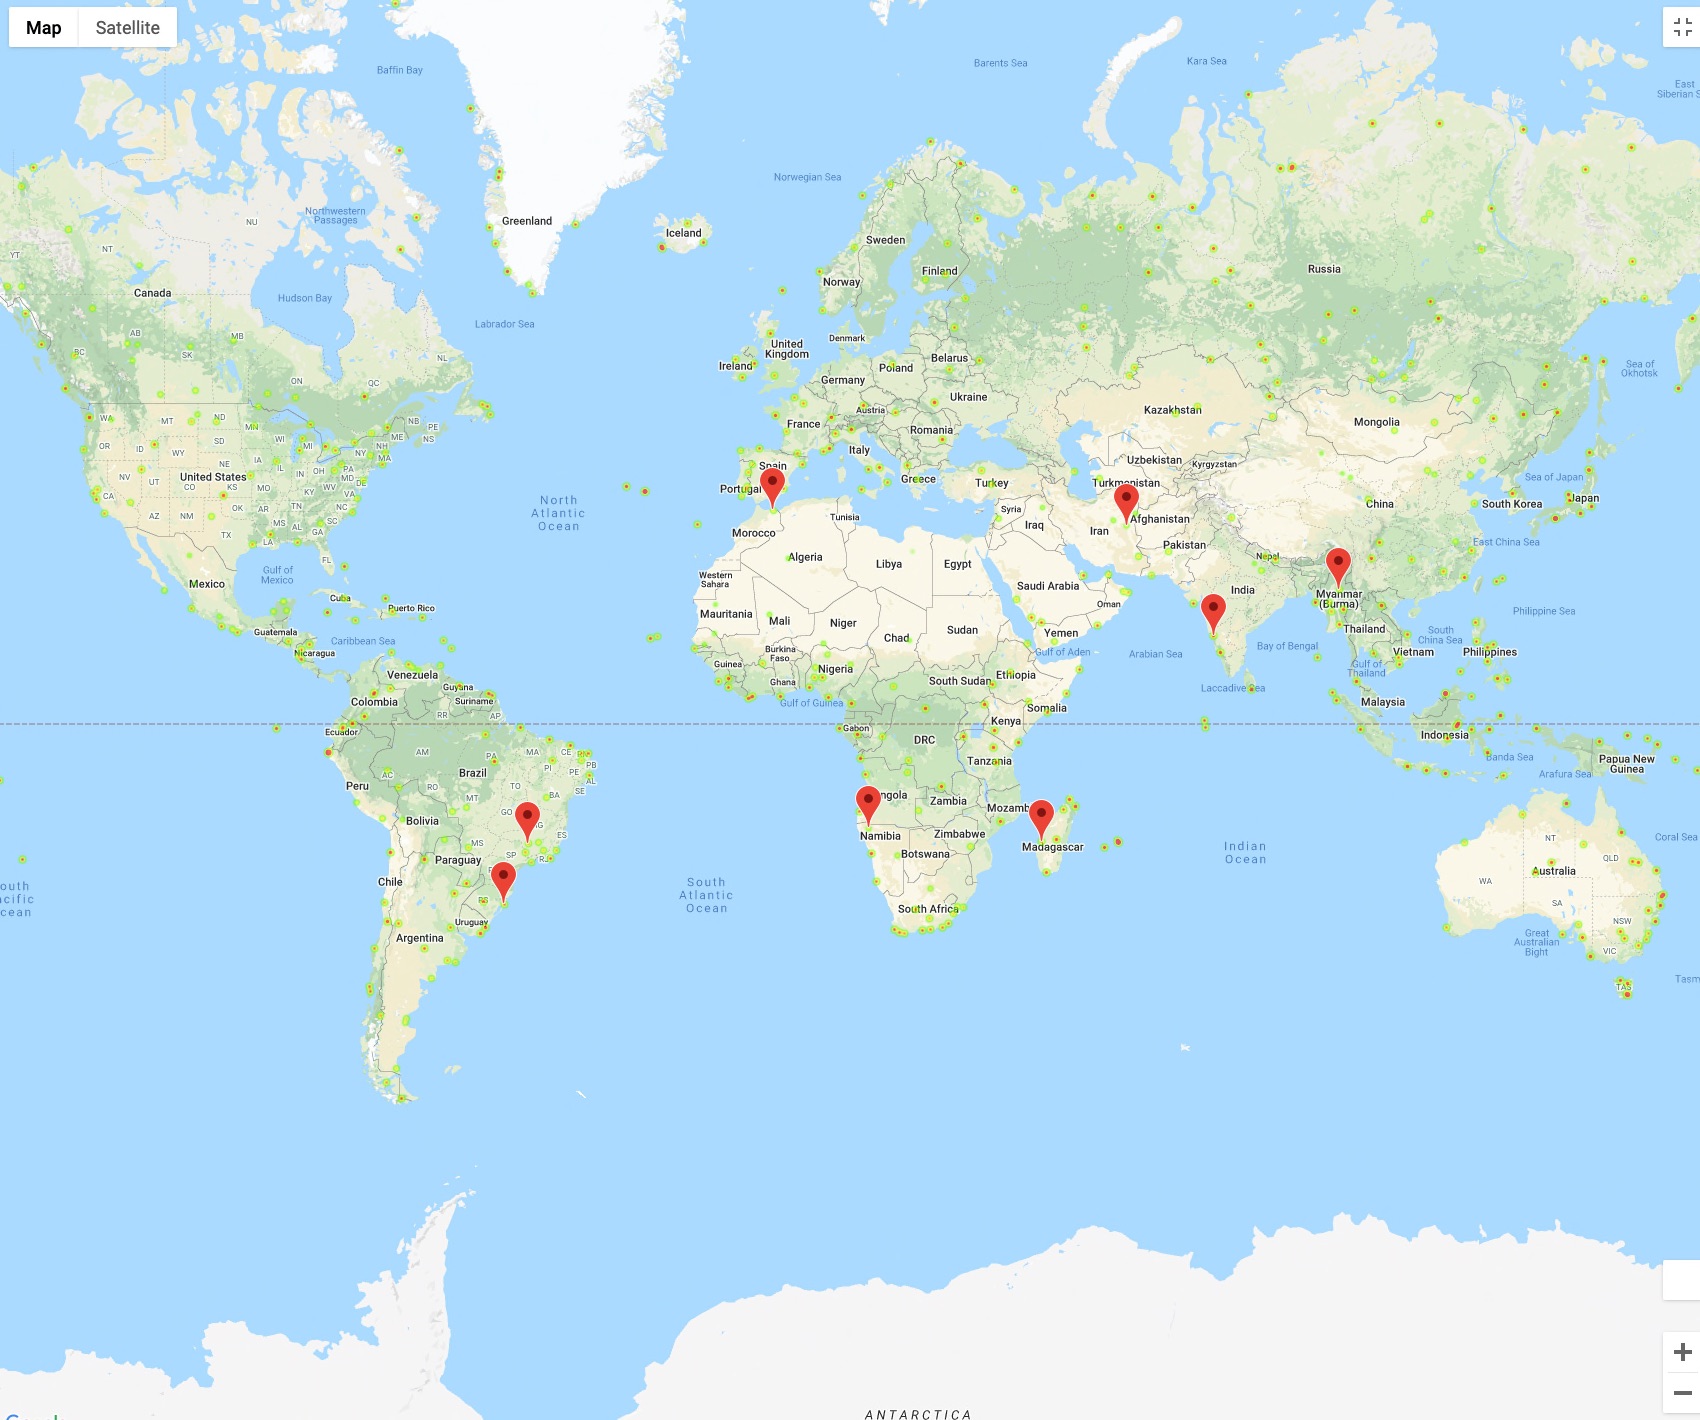 Map
Satellite
Baffin Bay
Barents Sea
Kara Sea
East
Siberian S
Norwegian Sea
Northwestern
Passages
NU
NT
YT
Greenland
Iceland
Sweden
Finland
Norway
Russia
Canada
Hudson Bay
Labrador Sea
AB
MB
BC
SK
NL
ON
QC
United
Kingdom
Ireland
Denmark
Belarus
Poland
Germany
Ukraine
Austria
France
Romania
Italy
Kazakhstan
Mongolia
Sea of
Okhotsk
WA
MT
ND
MN
NB
PE
ME
NS
OR
ID
WY
SD
WI
MI
NY
NH
MA
NV
UT
NE
IA
IL
IN
OH
PA
MD
DE
United States
CO
KS
MO
KY
WV
VA
CA
AZ
NM
OK
AR
TN
NC
SC
MS
AL
GA
TX
LA
FL
North
Atlantic
Ocean
Spain
Portugal
Greece
Turkey
Uzbekistan
Kyrgyzstan
Turkmenistan
China
Sea of Japan
South Korea
Japan
Morocco
Tunisia
Syria
Iraq
Iran
Afghanistan
Pakistan
East China Sea
Algeria
Libya
Egypt
Nepal
Western
Sahara
Saudi Arabia
India
Myanmar
(Burma)
Gulf of
Mexico
Mexico
Cuba
Puerto Rico
Mauritania
Mali
Niger
Chad
Sudan
Oman
Yemen
Philippine Sea
Guatemala
Caribbean Sea
Nicaragua
Burkina
Faso
Guinea
Nigeria
Ghana
Gulf of Aden
Arabian Sea
Bay of Bengal
Thailand
South
China Sea
Vietnam
Philippines
Gulf of
Thailand
Venezuela
Guyana
Suriname
Colombia
Gulf of Guinea
South Sudan
Ethiopia
Somalia
Laccadive Sea
Malaysia
RR
AP
Ecuador
Gabon
DRC
Kenya
Indonesia
AM
PA
MA
CE
RN
PB
PI
PE
AL
SE
Tanzania
Banda Sea
Arafura Sea
Papua New
Guinea
Peru
Brazil
AC
RO
TO
MT
BA
GO
MG
ES
ngola
Zambia
Mozamb
Bolivia
Namibia
Zimbabwe
Botswana
Madagascar
NT
Coral Sea
MS
SP
RJ
Paraguay
Chile
RS
Uruguay
Argentina
South
Atlantic
Ocean
South Africa
Indian
Ocean
QLD
WA
Australia
SA
NSW
Great
Australian
Bight
VIC
TAS
Tasm
outh
acific
cean
ANTARCTICA